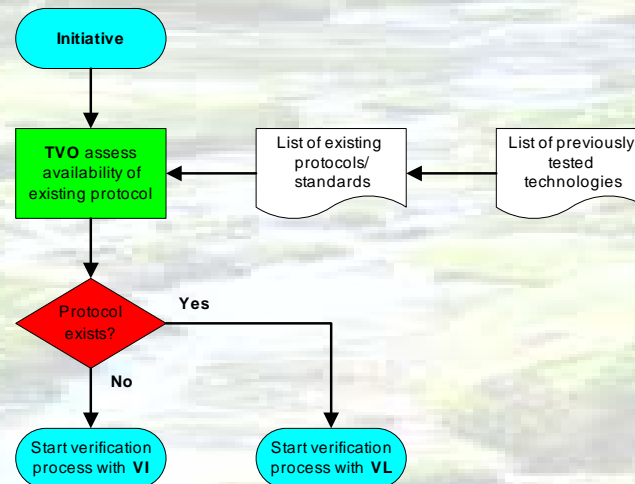 Initiative
TVO assess
availability of
existing protocol
List of existing
protocols/
standards
List of previously
tested
technologies
Protocol
exists?
Yes
No
Start verification
process with VI
Start verification
process with VL